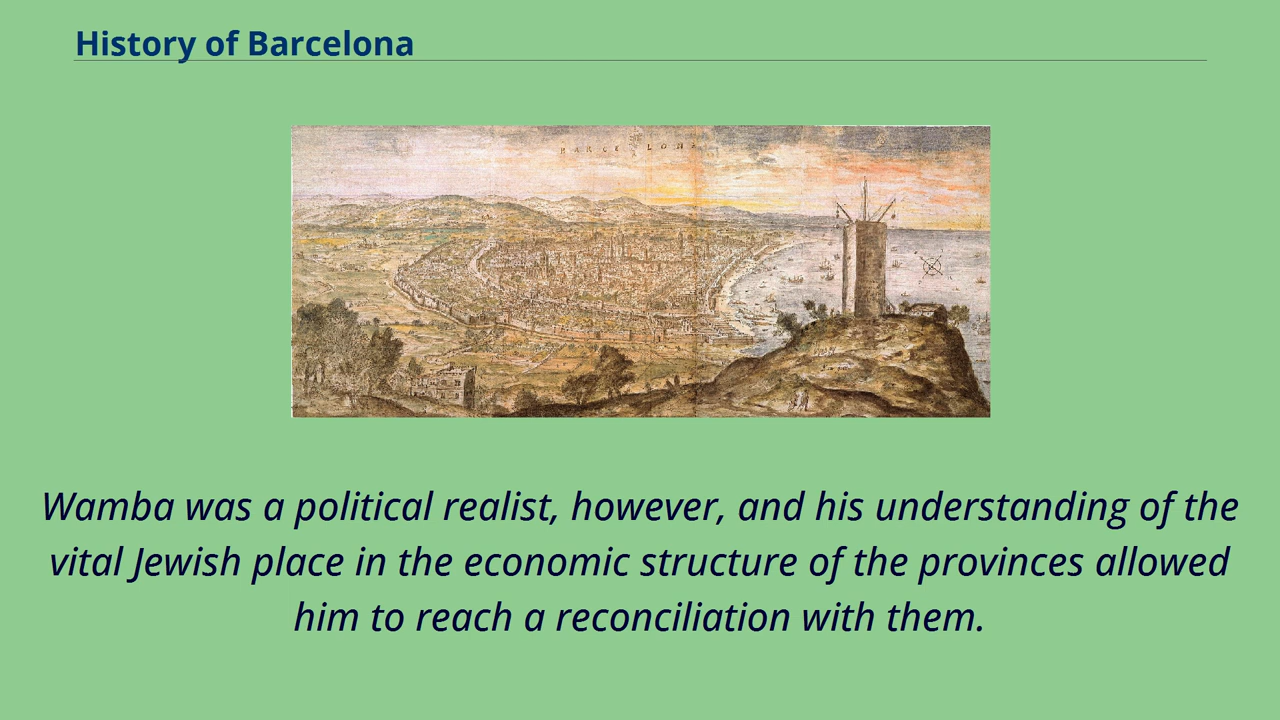 History of Barcelona
BARCELONA
Wamba was a political realist, however, and his understanding of the
vital Jewish place in the economic structure of the provinces allowed
him to reach a reconciliation with them.